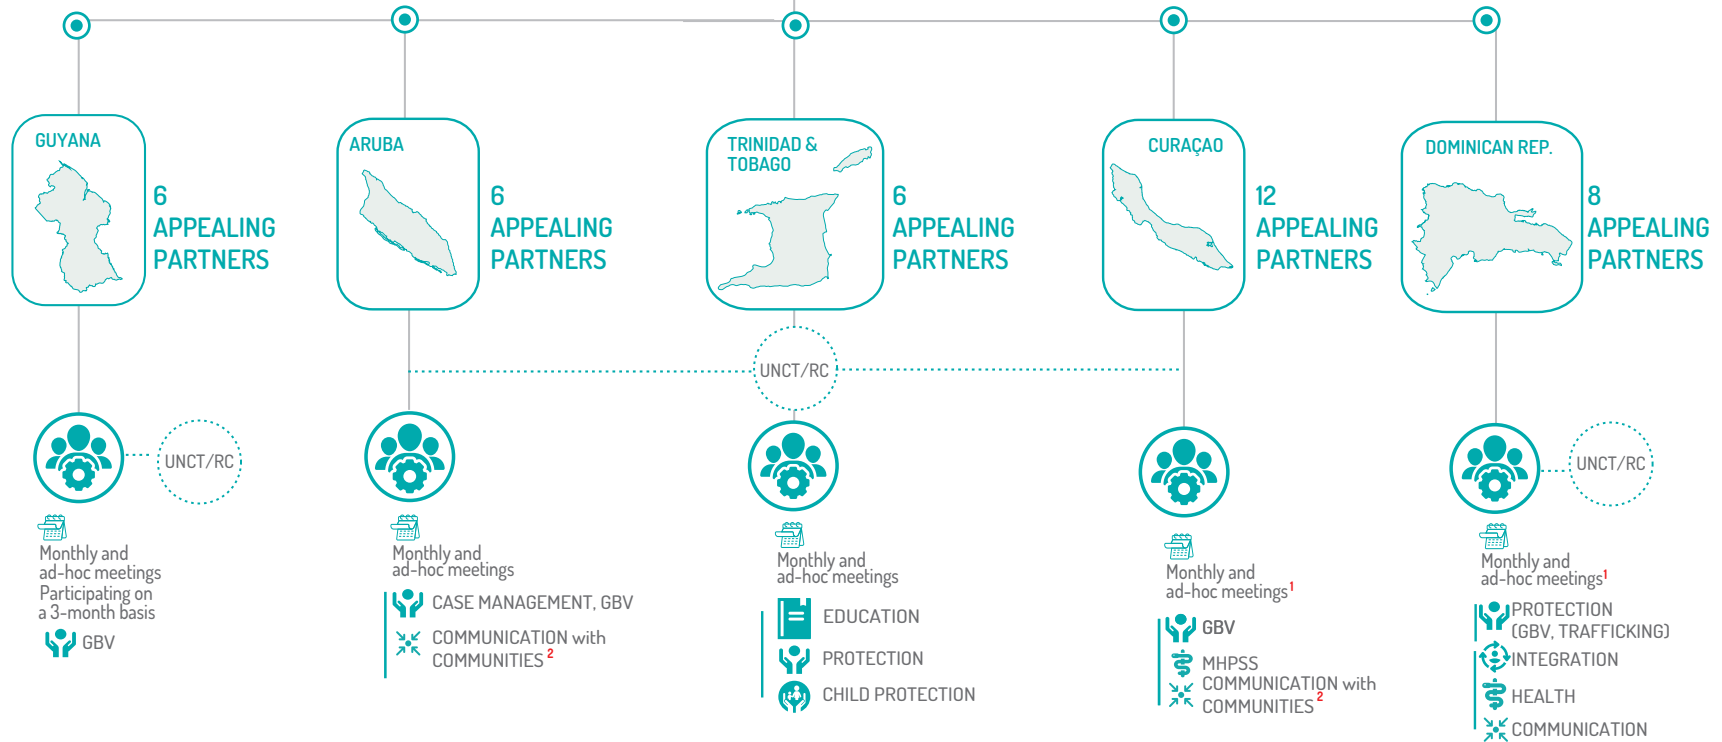 GUYANA
6
APPEALING
PARTNERS
UNCT/RC
Monthly and
ad-hoc meetings
Participating on
a 3-month basis
GBV
ARUBA
6
APPEALING
PARTNERS
Monthly and
ad-hoc meetings
CASE MANAGEMENT, GBV
COMMUNICATION with
COMMUNITIES 2
TRINIDAD &
TOBAGO
6
APPEALING
PARTNERS
UNCT/RC
Monthly and
ad-hoc meetings
EDUCATION
PROTECTION
CHILD PROTECTION
CURAÇAO
12
APPEALING
PARTNERS
Monthly and
ad-hoc meetings1
GBV
MHPSS
COMMUNICATION with
COMMUNITIES 2
DOMINICAN REP.
8
APPEALING
PARTNERS
UNCT/RC
Monthly and
ad-hoc meetings1
PROTECTION
(GBV, TRAFFICKING)
INTEGRATION
HEALTH
COMMUNICATION